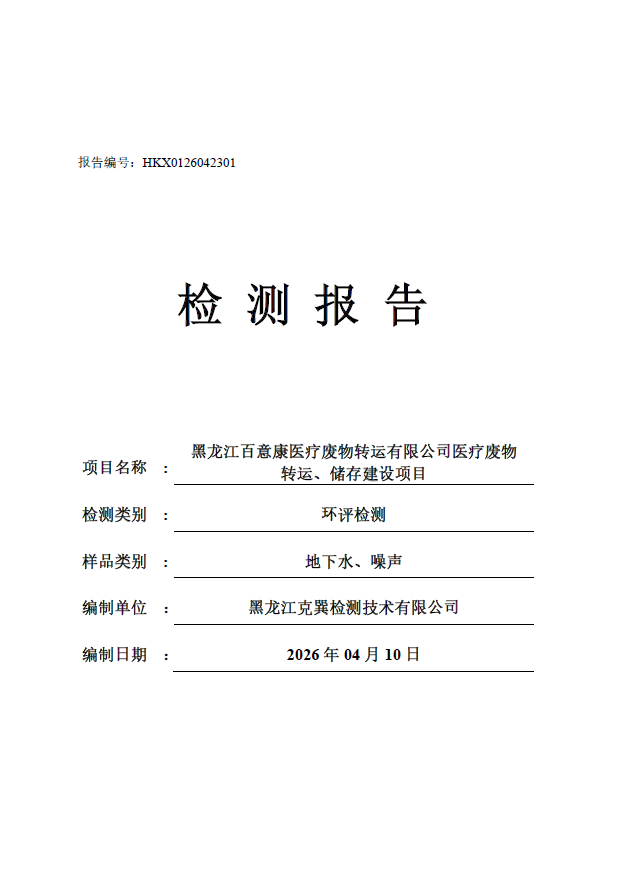 报告编号：HKX0126042301
检 测 报 告
黑龙江百意康医疗废物转运有限公司医疗废物
项目名称 ：转运、储存建设项目
检测类别 ：环评检测
样品类别 ：地下水、噪声
编制单位 ：黑龙江克巽检测技术有限公司
编制日期 ：2026 年 04 月 10 日